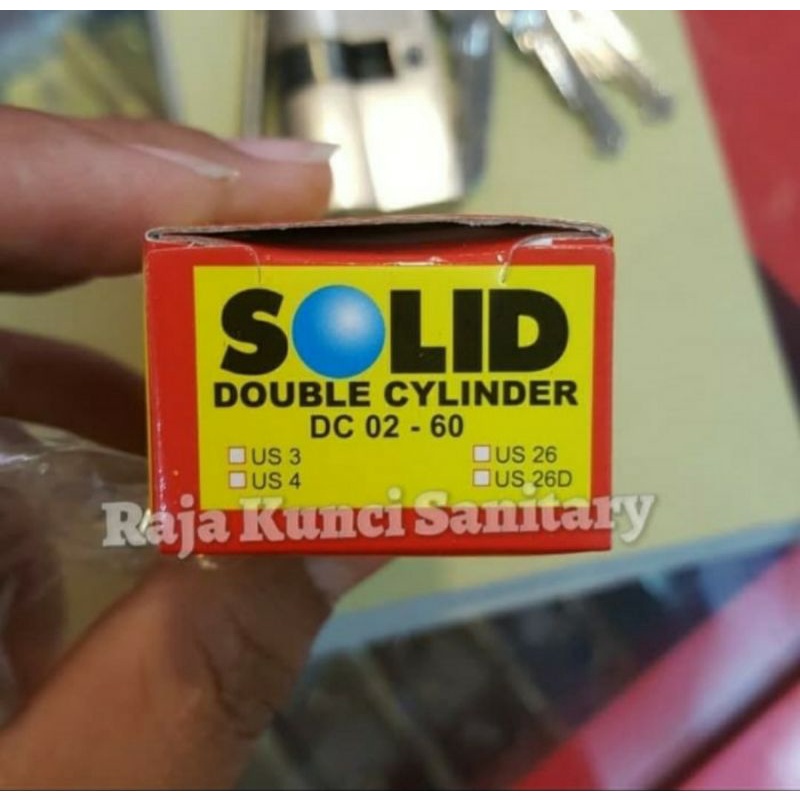 SOLID
DOUBLE CYLINDER
DC 02 - 60
US 3
US 26
US 4
US 26D
Raja Kunci Sanitary